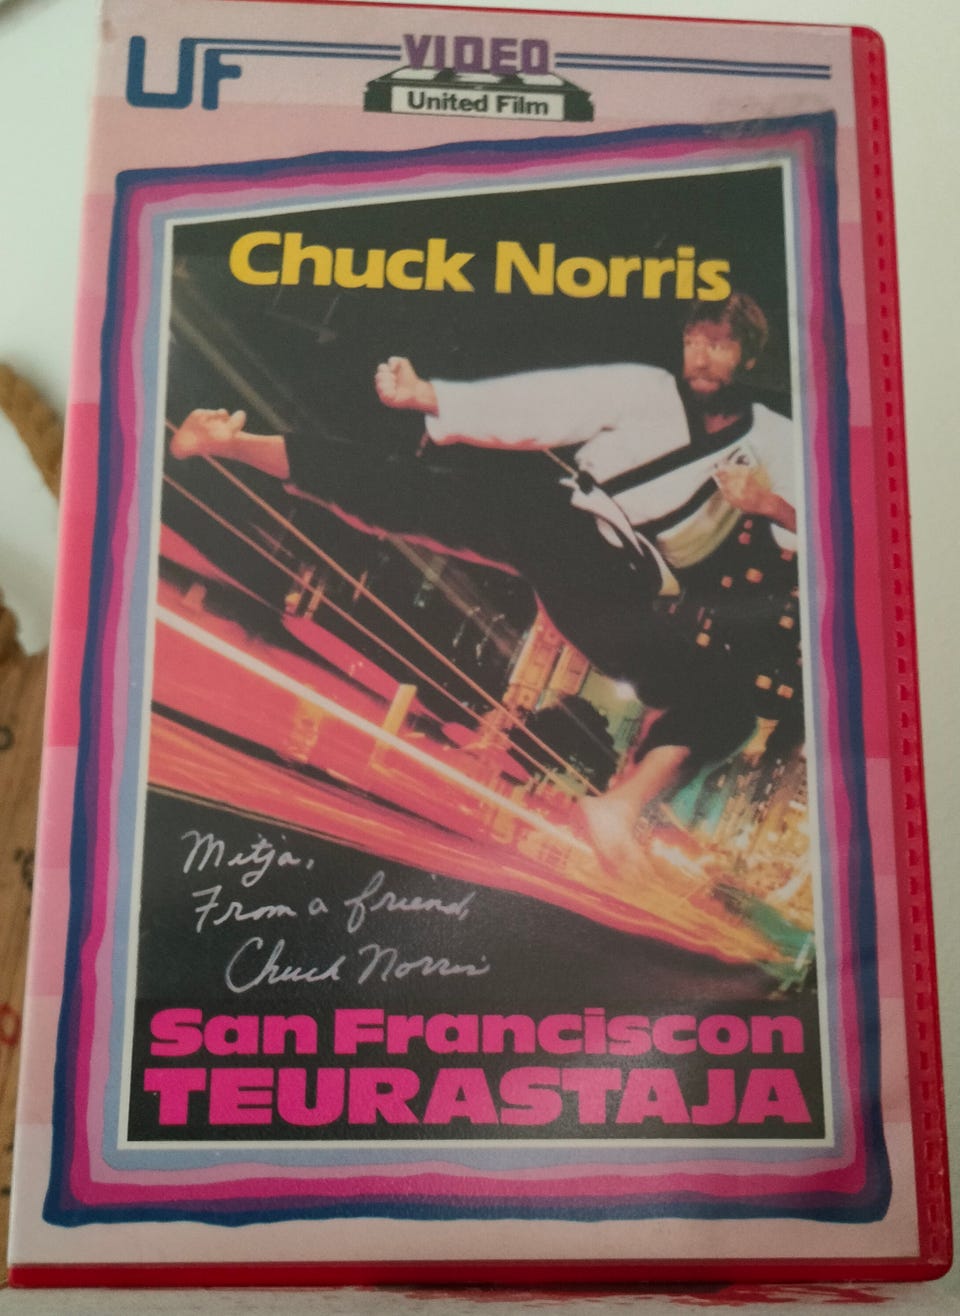 UF
VIDEO
United Film
Chuck Norris
Mitja,
From a friend,
Chuck Norris
San Franciscon
TEURASTAJA